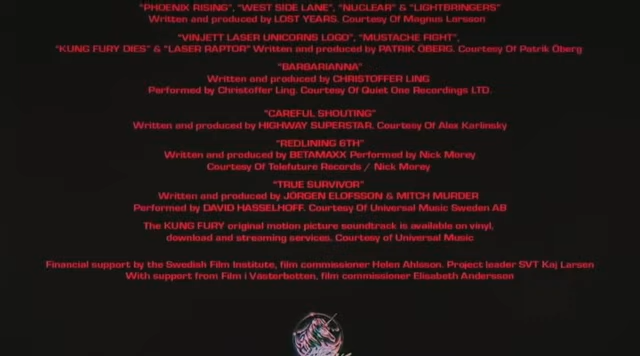 "PHOENIX RISING", "WEST SIDE LANE", "NUCLEAR" & "LIGHTBRINGERS"
Written and produced by LOST YEARS. Courtesy Of Magnus Larsson
"VINJETT LASER UNICORNS LOGO", "MUSTACHE FIGHT",
"KUNG FURY DIES" & "LASER RAPTOR" Written and produced by PATRIK ÖBERG. Courtesy Of Patrik Öberg
"BARBARIANNA"
Written and produced by CHRISTOFFER LING
Performed by Christoffer Ling. Courtesy Of Quiet One Recordings LTD.
"CAREFUL SHOUTING"
Written and produced by HIGHWAY SUPERSTAR. Courtesy Of Alex Karlinsky
"REDLINING 6TH"
Written and produced by BETAMAXX Performed by Nick Morey
Courtesy Of Telefuture Records / Nick Morey
"TRUE SURVIVOR"
Written and produced by JÖRGEN ELOFSSON & MITCH MURDER
Performed by DAVID HASSELHOFF. Courtesy Of Universal Music Sweden AB
The KUNG FURY original motion picture soundtrack is available on vinyl,
download and streaming services. Courtesy of Universal Music
Financial support by the Swedish Film Institute, film commissioner Helen Ahlsson. Project leader SVT Kaj Larsen
With support from Film i Västerbotten, film commissioner Elisabeth Andersson